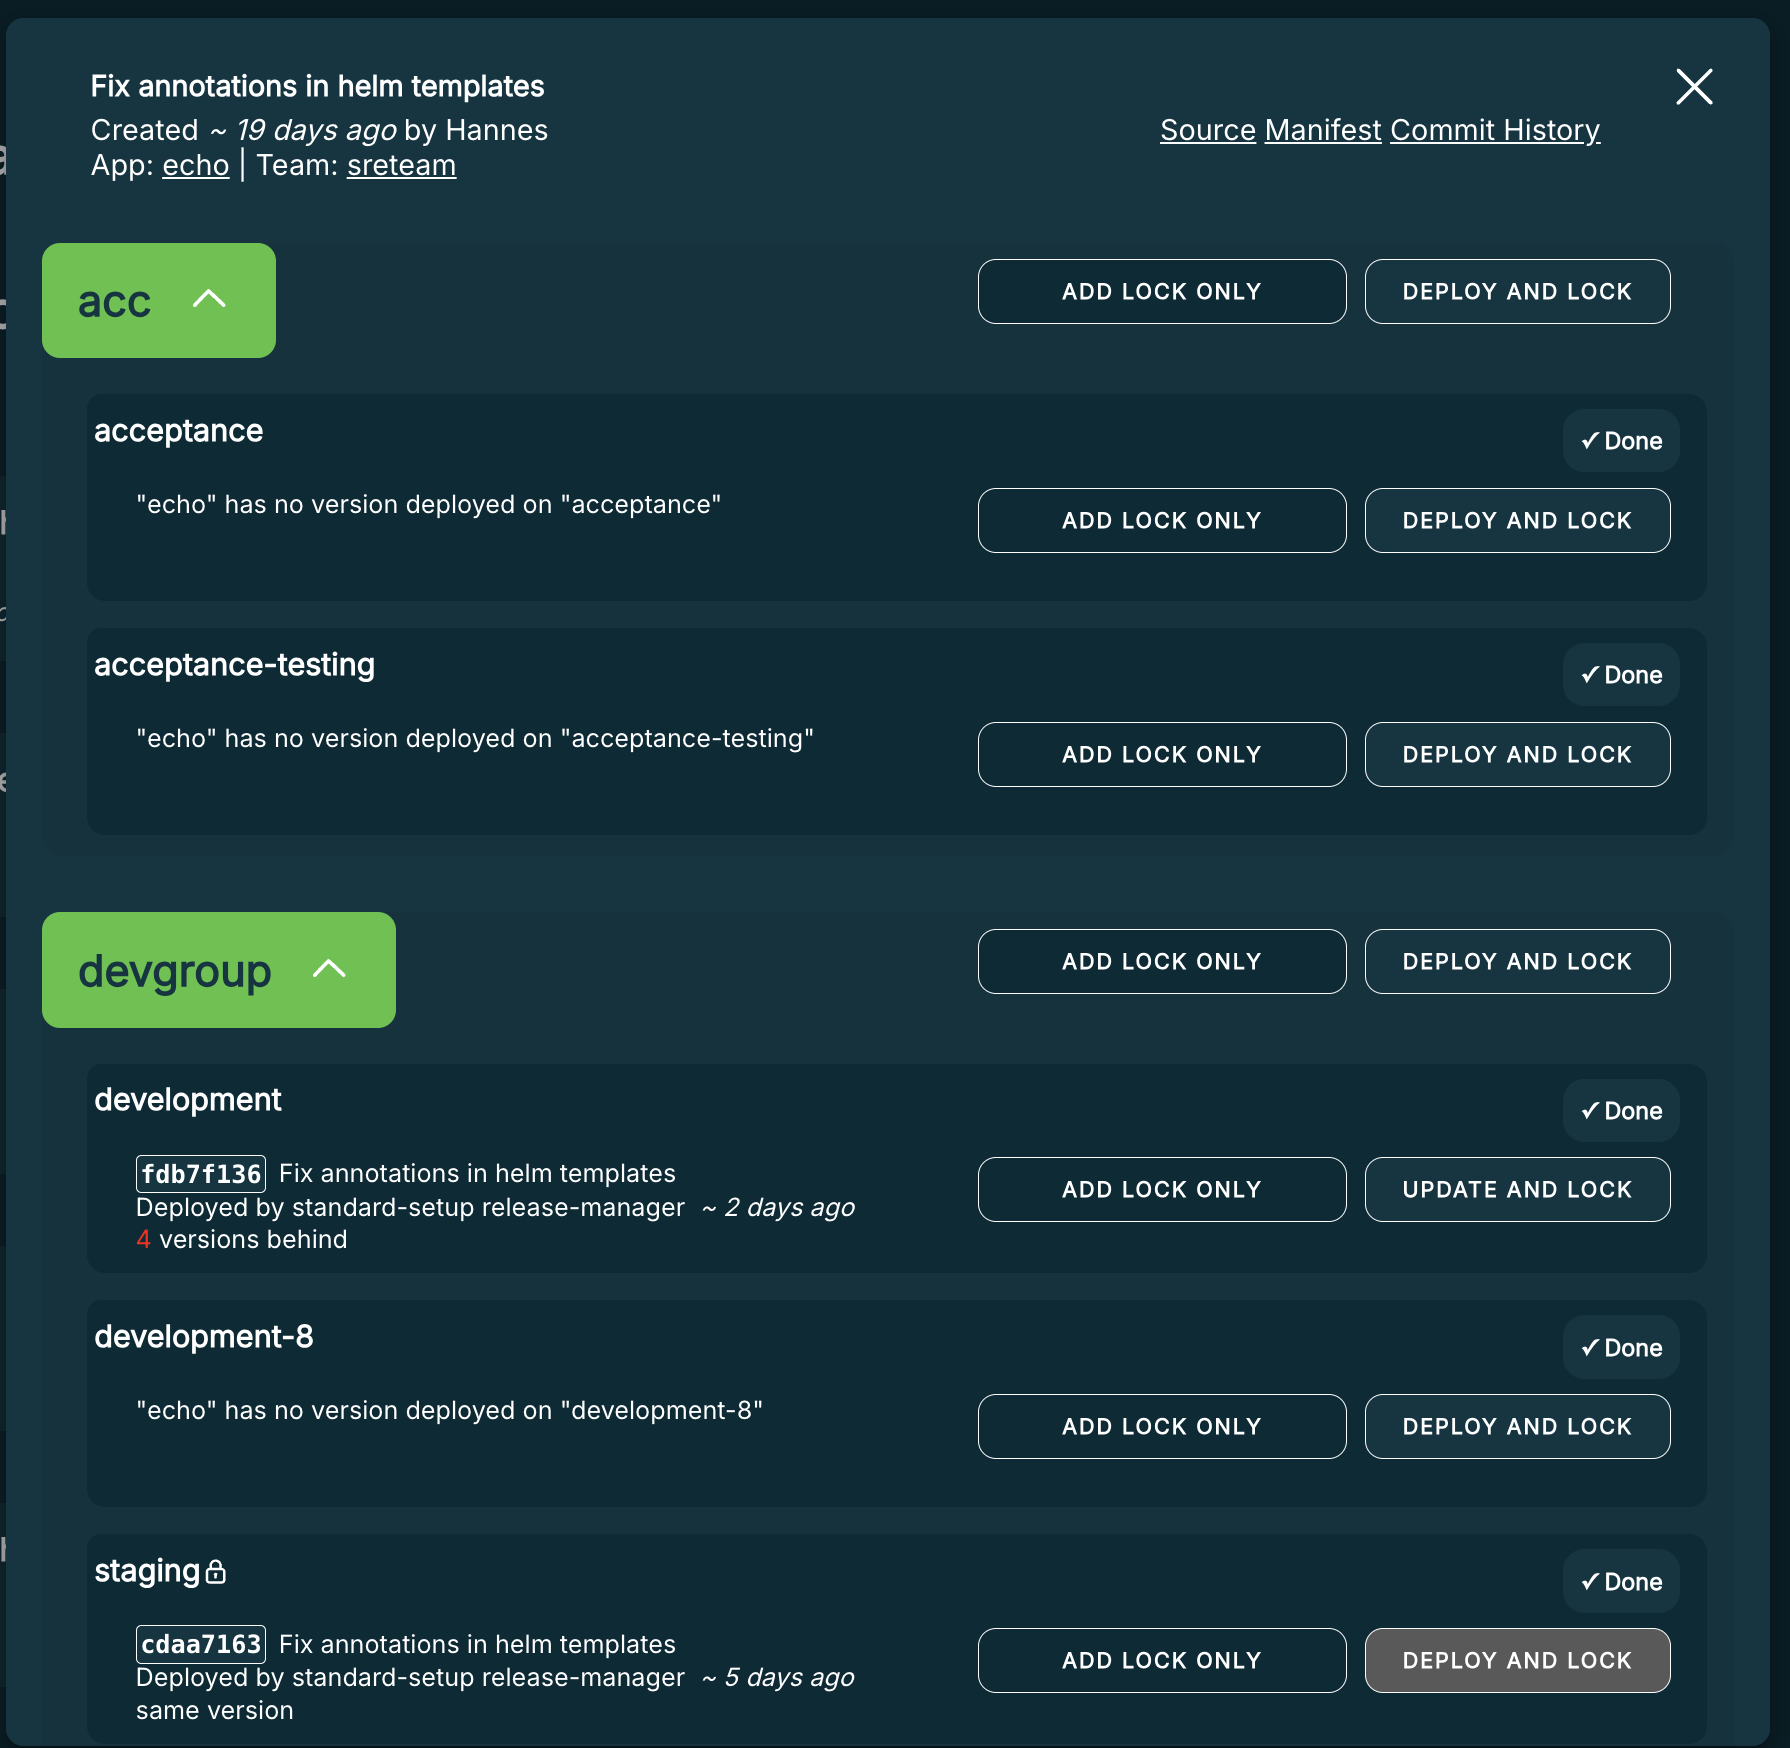 Fix annotations in helm templates
Created ~ 19 days ago by Hannes
App: echo | Team: sreteam
Source Manifest Commit History
acc
ADD LOCK ONLY
DEPLOY AND LOCK
acceptance
✓ Done
"echo" has no version deployed on "acceptance"
ADD LOCK ONLY
DEPLOY AND LOCK
acceptance-testing
✓ Done
"echo" has no version deployed on "acceptance-testing"
ADD LOCK ONLY
DEPLOY AND LOCK
devgroup
ADD LOCK ONLY
DEPLOY AND LOCK
development
✓ Done
fdb7f136 Fix annotations in helm templates
Deployed by standard-setup release-manager ~ 2 days ago
4 versions behind
ADD LOCK ONLY
UPDATE AND LOCK
development-8
✓ Done
"echo" has no version deployed on "development-8"
ADD LOCK ONLY
DEPLOY AND LOCK
staging
✓ Done
cdaa7163 Fix annotations in helm templates
Deployed by standard-setup release-manager ~ 5 days ago
same version
ADD LOCK ONLY
DEPLOY AND LOCK